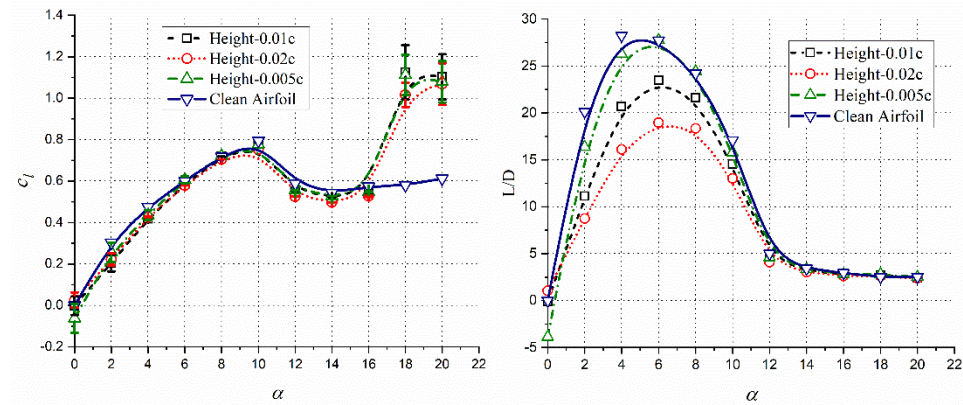 1.4
1.2
1.0
0.8
0.6
0.4
0.2
0.0
-0.2
c_l
Height-0.01c
Height-0.02c
Height-0.005c
Clean Airfoil
0 2 4 6 8 10 12 14 16 18 20 22
α
30
25
20
15
10
5
0
-5
L/D
Height-0.01c
Height-0.02c
Height-0.005c
Clean Airfoil
0 2 4 6 8 10 12 14 16 18 20 22
α